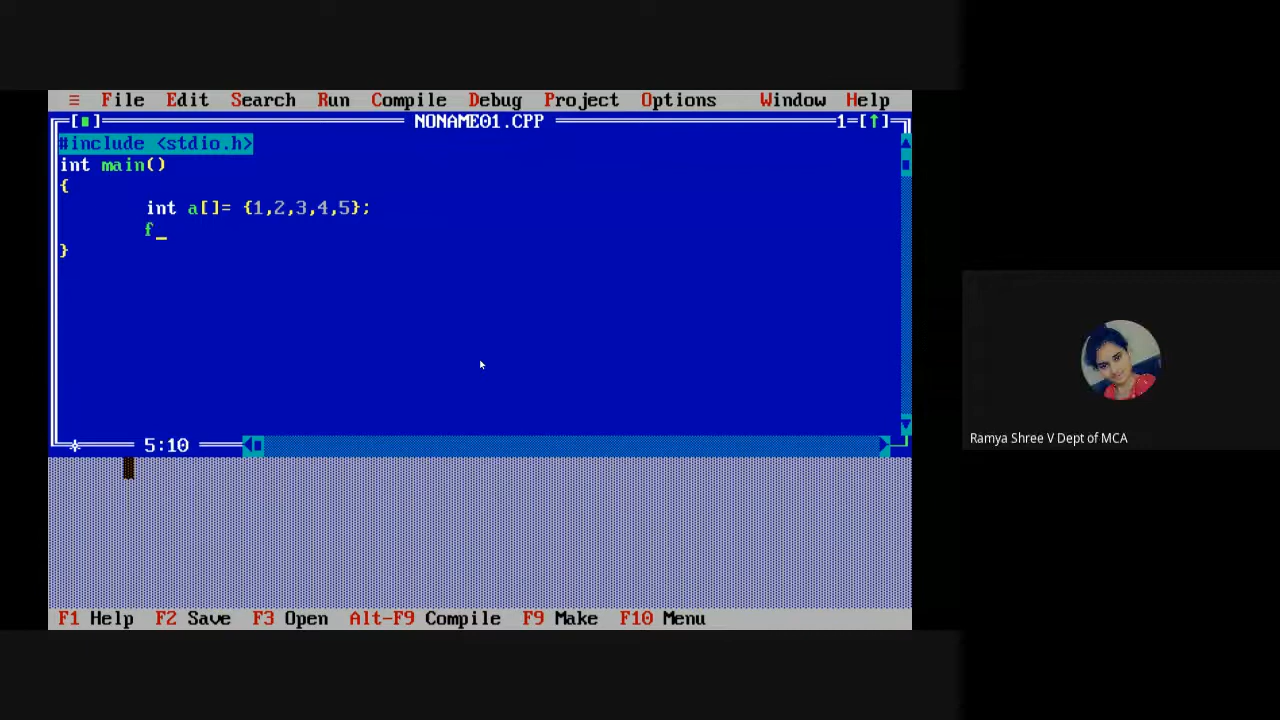 ≡ File Edit Search Run Compile Debug Project Options Window Help
[■] NONAME01.CPP 1=[↑]
#include <stdio.h>
int main()
{
int a[]= {1,2,3,4,5};
f_
}
5:10
F1 Help F2 Save F3 Open Alt-F9 Compile F9 Make F10 Menu
Ramya Shree V Dept of MCA